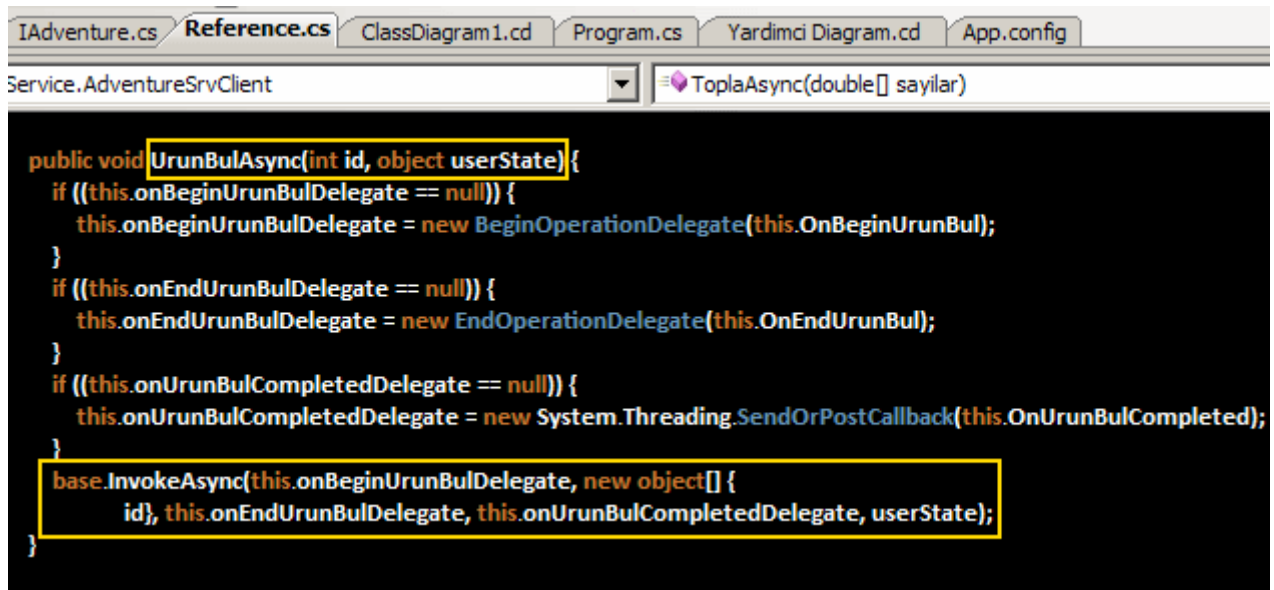 IAdventure.cs Reference.cs ClassDiagram1.cd Program.cs Yardimci Diagram.cd App.config
Service.AdventureSrvClient ToplaAsync(double[] sayilar)
public void UrunBulAsync(int id, object userState) {
if ((this.onBeginUrunBulDelegate == null)) {
this.onBeginUrunBulDelegate = new BeginOperationDelegate(this.OnBeginUrunBul);
}
if ((this.onEndUrunBulDelegate == null)) {
this.onEndUrunBulDelegate = new EndOperationDelegate(this.OnEndUrunBul);
}
if ((this.onUrunBulCompletedDelegate == null)) {
this.onUrunBulCompletedDelegate = new System.Threading.SendOrPostCallback(this.OnUrunBulCompleted);
}
base.InvokeAsync(this.onBeginUrunBulDelegate, new object[] {
id}, this.onEndUrunBulDelegate, this.onUrunBulCompletedDelegate, userState);
}